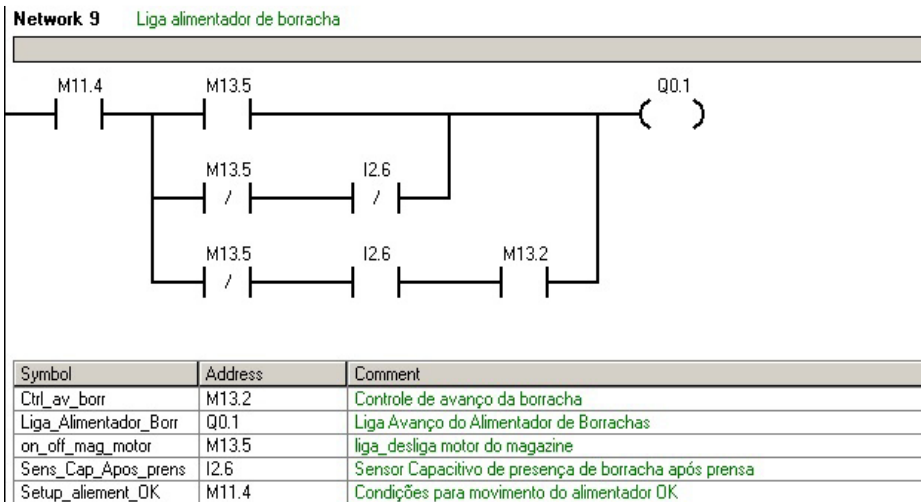 Network 9 Liga alimentador de borracha
M11.4 M13.5 Q0.1
M13.5 I2.6
M13.5 I2.6 M13.2
Symbol Address Comment
Ctrl_av_borr M13.2 Controle de avanço da borracha
Liga_Alimentador_Borr Q0.1 Liga Avanço do Alimentador de Borrachas
on_off_mag_motor M13.5 liga_desliga motor do magazine
Sens_Cap_Apos_prens I2.6 Sensor Capacitivo de presença de borracha após prensa
Setup_aliement_OK M11.4 Condições para movimento do alimentador OK